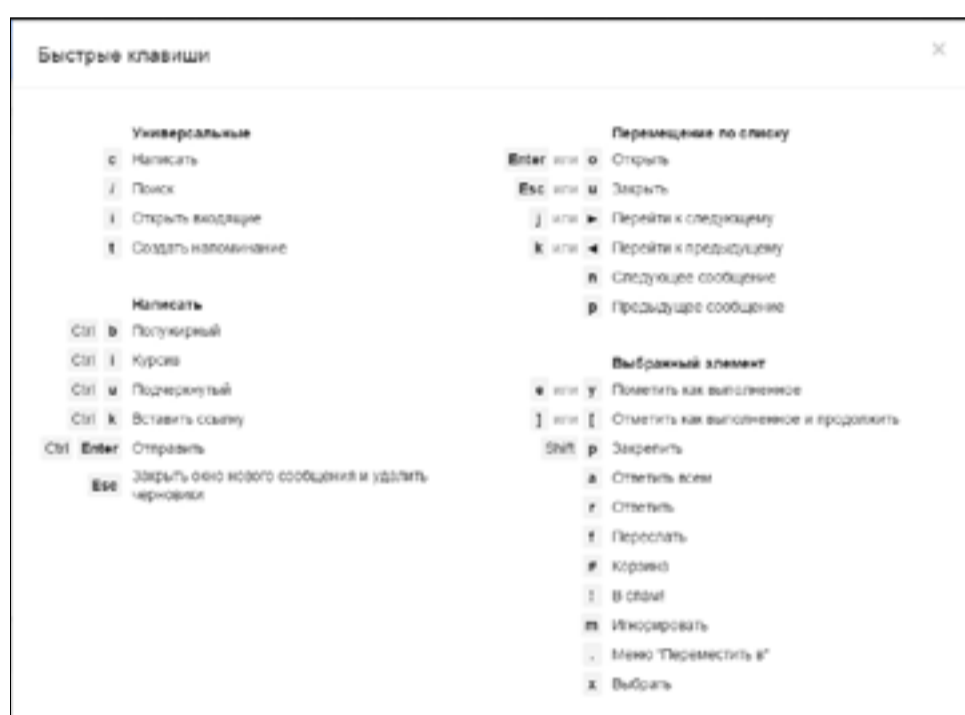 Быстрые клавиши
×
Универсальные
c Написать
/ Поиск
i Открыть входящие
t Создать напоминание
Написать
Ctrl b Полужирный
Ctrl i Курсив
Ctrl u Подчеркнутый
Ctrl k Вставить ссылку
Ctrl Enter Отправить
Esc Закрыть окно нового сообщения и удалить
черновики
Перемещение по списку
Enter или o Открыть
Esc или u Закрыть
j или ► Перейти к следующему
k или ◄ Перейти к предыдущему
n Следующее сообщение
p Предыдущее сообщение
Выбранный элемент
e или y Пометить как выполненное
] или [ Отметить как выполненное и продолжить
Shift p Закрепить
a Ответить всем
r Ответить
f Переслать
# Корзина
! В спам!
m Игнорировать
. Меню "Переместить в"
x Выбрать